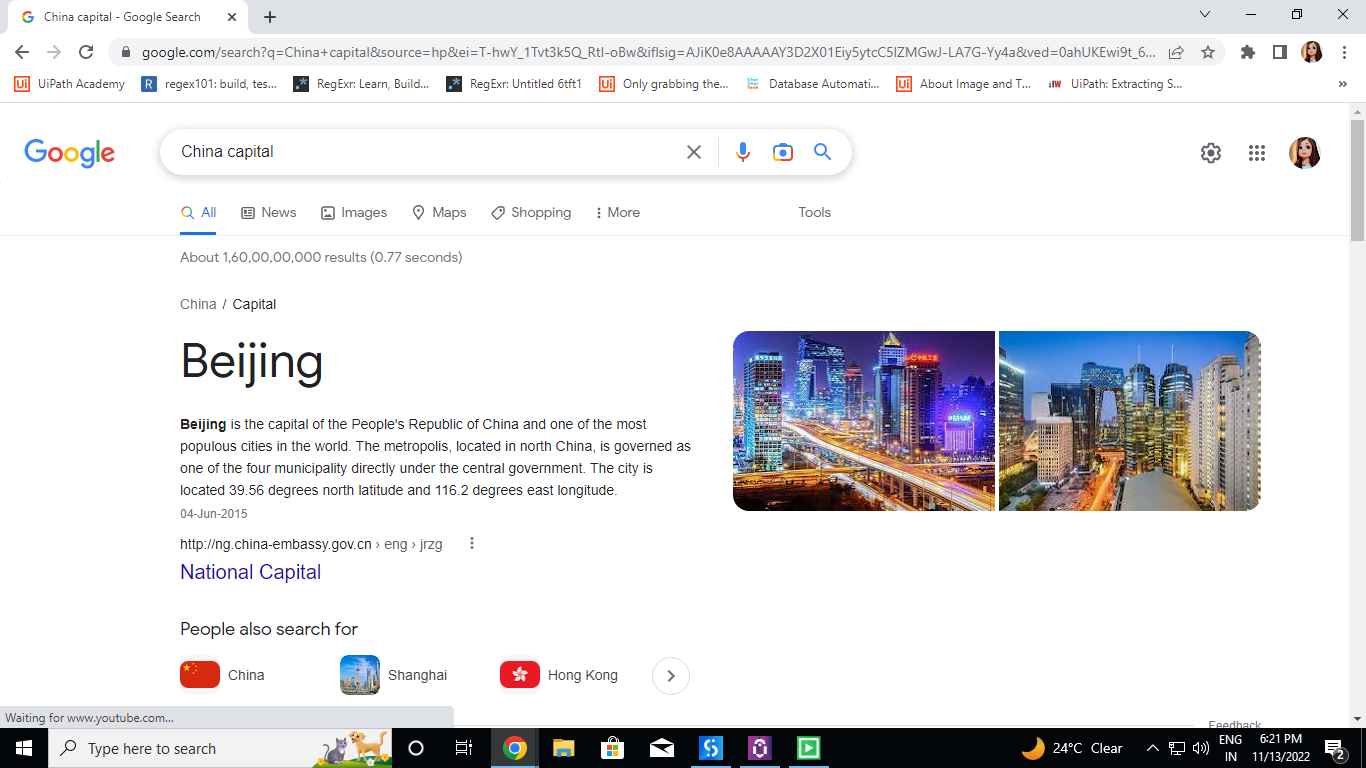 China capital - Google Search
google.com/search?q=China+capital&source=hp&ei=T-hwY_1Tvt3k5Q_RtI-oBw&iflsig=AJiK0e8AAAAAY3D2X01Eiy5ytcC5IZMGwJ-LA7G-Yy4a&ved=0ahUKEwi9t_6...
UiPath Academy
regex101: build, tes...
RegExr: Learn, Build...
RegExr: Untitled 6tft1
Only grabbing the...
Database Automati...
About Image and T...
UiPath: Extracting S...
Google
China capital
All
News
Images
Maps
Shopping
More
Tools
About 1,60,00,00,000 results (0.77 seconds)
China / Capital
Beijing
Beijing is the capital of the People's Republic of China and one of the most
populous cities in the world. The metropolis, located in north China, is governed as
one of the four municipality directly under the central government. The city is
located 39.56 degrees north latitude and 116.2 degrees east longitude.
04-Jun-2015
http://ng.china-embassy.gov.cn › eng › jrzg
National Capital
People also search for
China
Shanghai
Hong Kong
Feedback
Waiting for www.youtube.com...
Type here to search
24°C Clear
ENG
IN
6:21 PM
11/13/2022
2